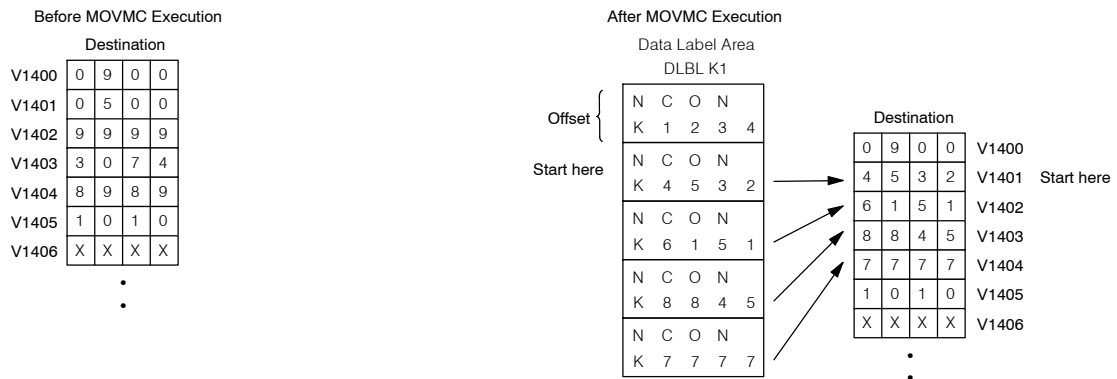 Before MOVMC Execution
Destination
V1400 0 9 0 0
V1401 0 5 0 0
V1402 9 9 9 9
V1403 3 0 7 4
V1404 8 9 8 9
V1405 1 0 1 0
V1406 X X X X
After MOVMC Execution
Data Label Area
DLBL K1
Offset
N C O N
K 1 2 3 4
Start here
N C O N
K 4 5 3 2
N C O N
K 6 1 5 1
N C O N
K 8 8 4 5
N C O N
K 7 7 7 7
Destination
0 9 0 0 V1400
4 5 3 2 V1401 Start here
6 1 5 1 V1402
8 8 4 5 V1403
7 7 7 7 V1404
1 0 1 0 V1405
X X X X V1406